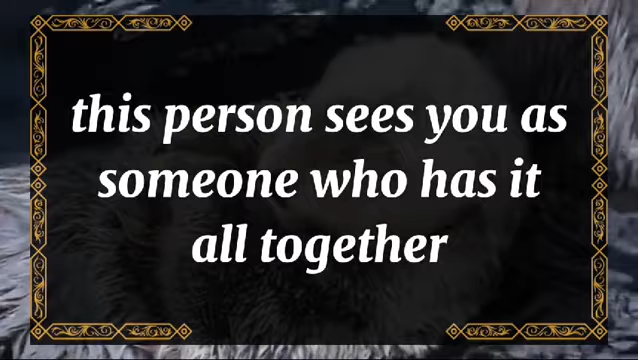 this person sees you as
someone who has it
all together